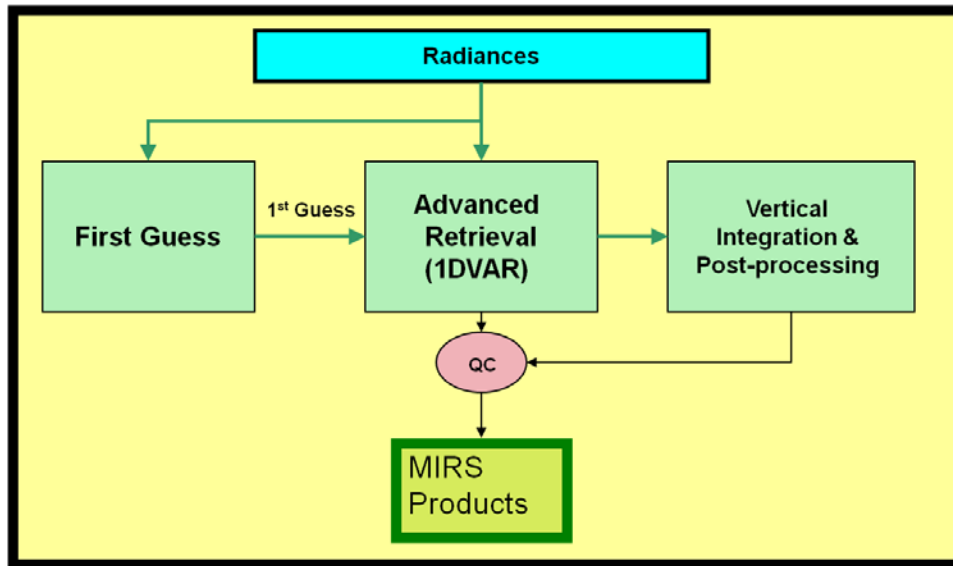 Radiances
First Guess
1st Guess
Advanced
Retrieval
(1DVAR)
Vertical
Integration &
Post-processing
QC
MIRS
Products